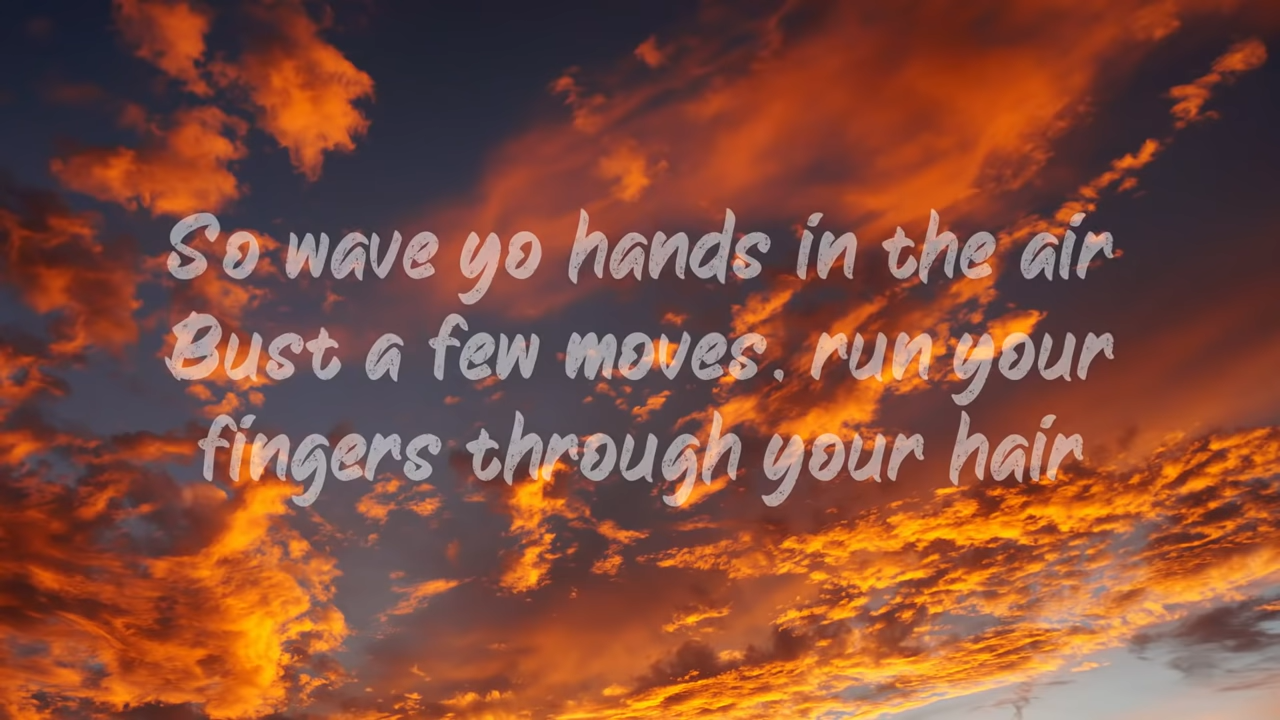 So wave yo hands in the air
Bust a few moves, run your
fingers through your hair